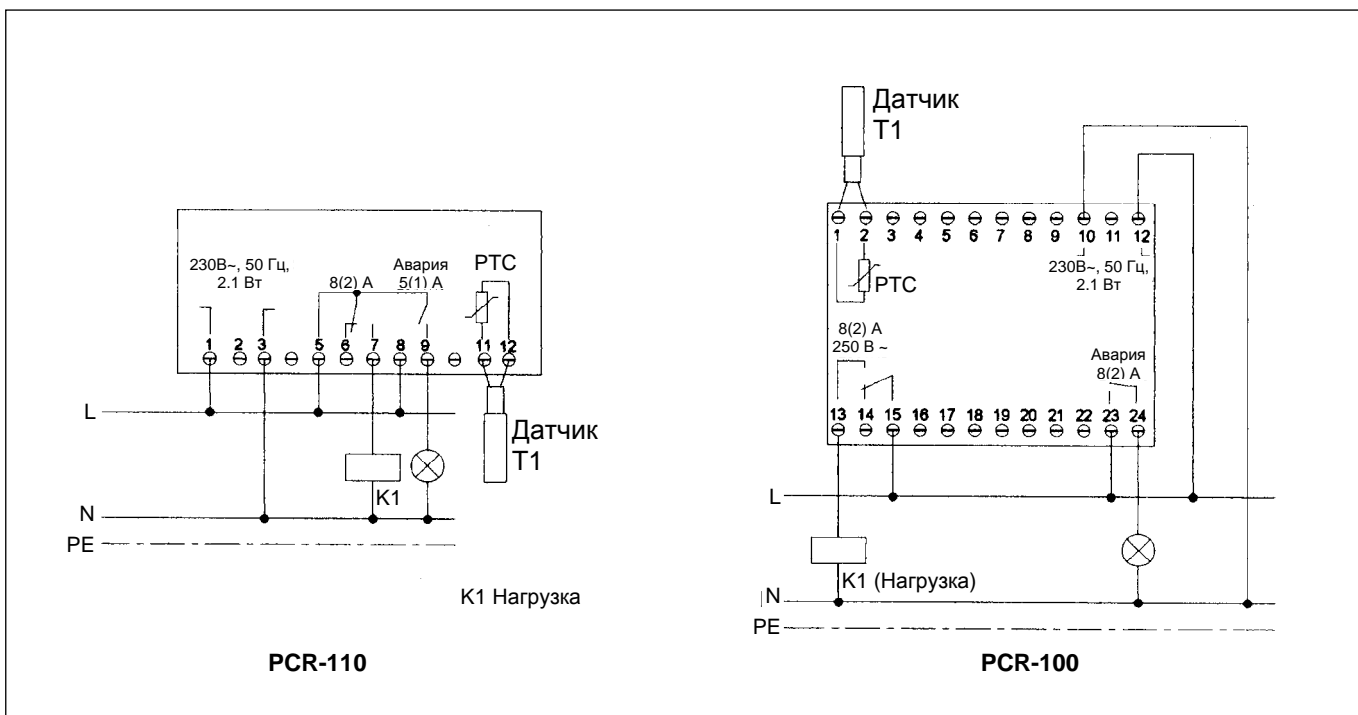 230В~, 50 Гц,
2.1 Вт
8(2) А
Авария
5(1) А
PTC
1 2 3 5 6 7 8 9 11 12
L
Датчик
T1
K1
N
PE
K1 Нагрузка
PCR-110
Датчик
T1
1 2 3 4 5 6 7 8 9 10 11 12
230В~, 50 Гц,
2.1 Вт
PTC
8(2) А
250 В ~
Авария
8(2) А
13 14 15 16 17 18 19 20 21 22 23 24
L
K1 (Нагрузка)
N
PE
PCR-100